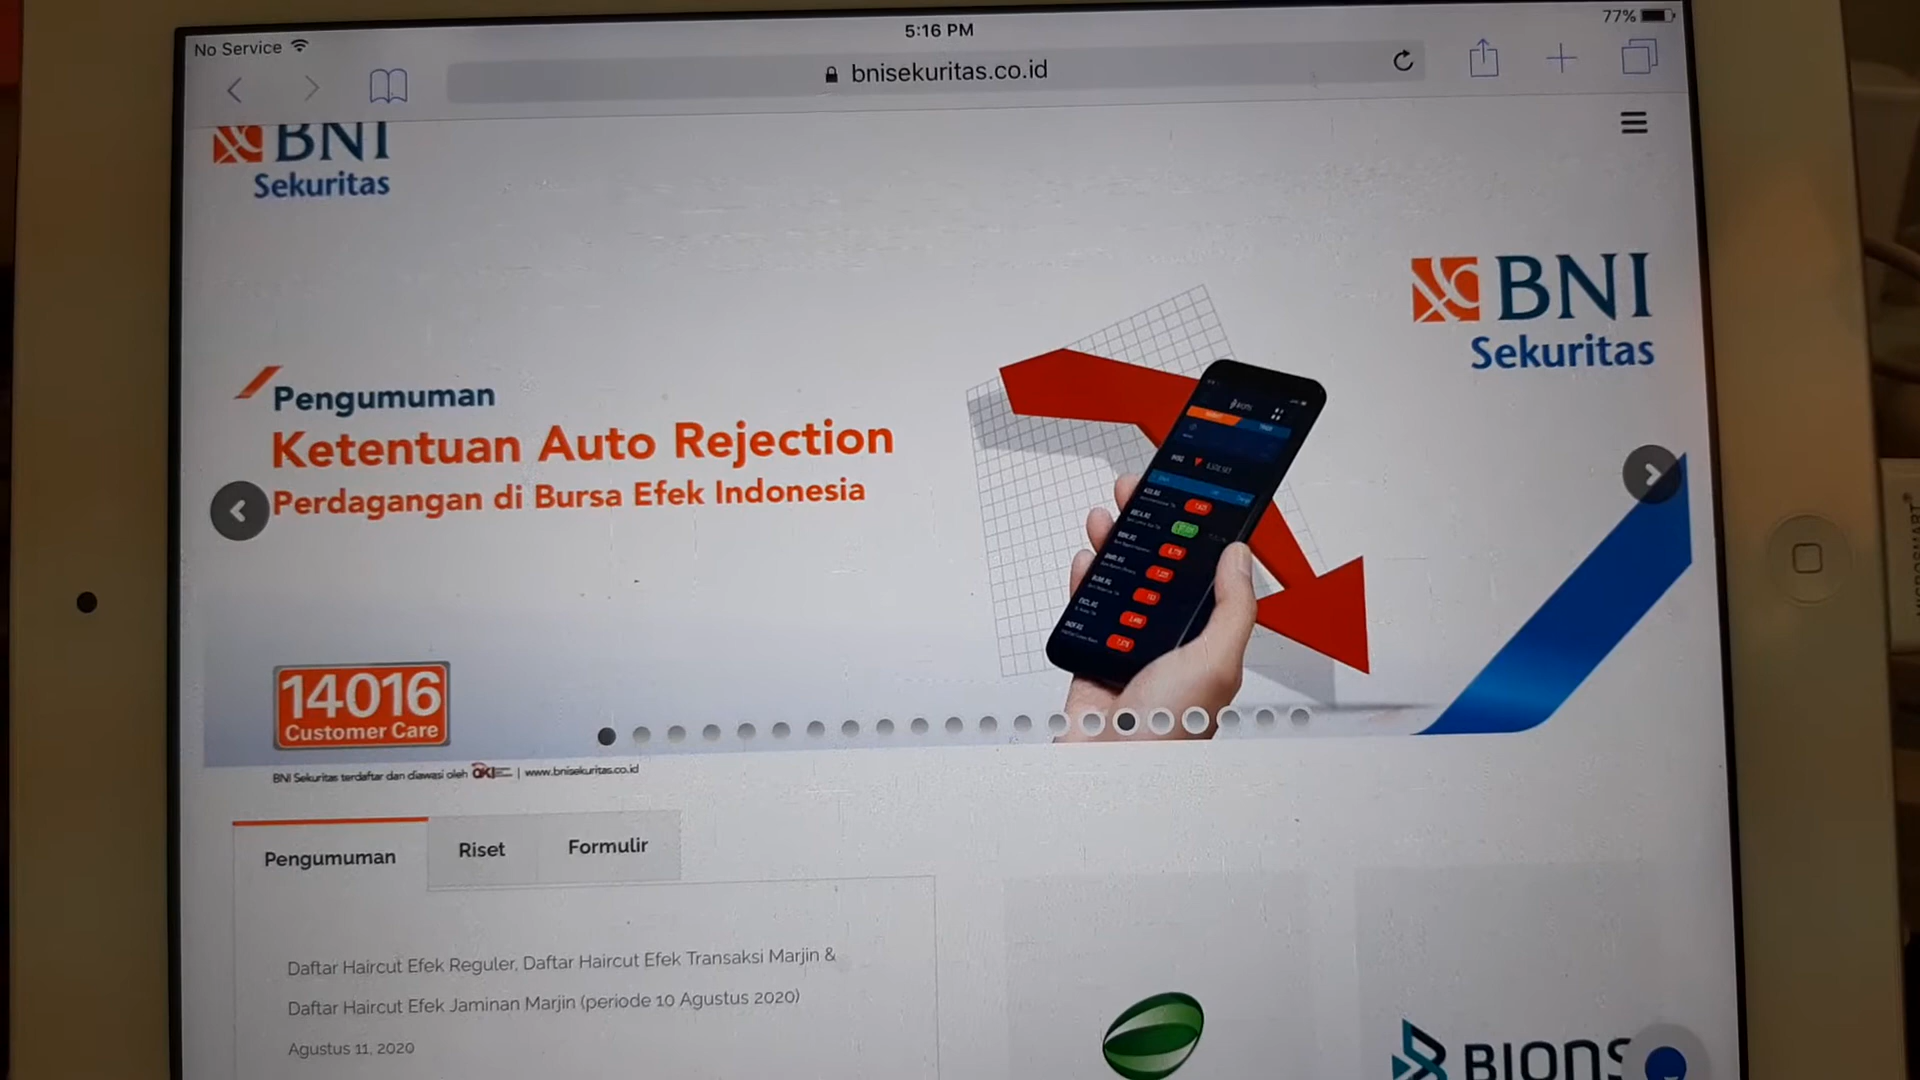 No Service
5:16 PM
77%
bnisekuritas.co.id
BNI
Sekuritas
BNI
Sekuritas
Pengumuman
Ketentuan Auto Rejection
Perdagangan di Bursa Efek Indonesia
14016
Customer Care
BNI Sekuritas terdaftar dan diawasi oleh OJK | www.bnisekuritas.co.id
Pengumuman
Riset
Formulir
Daftar Haircut Efek Reguler, Daftar Haircut Efek Transaksi Marjin &
Daftar Haircut Efek Jaminan Marjin (periode 10 Agustus 2020)
Agustus 11, 2020
BIONS